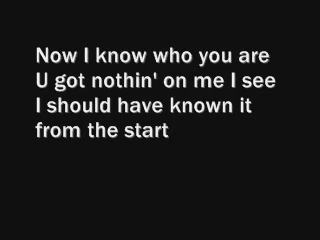 Now I know who you are
U got nothin' on me I see
I should have known it
from the start